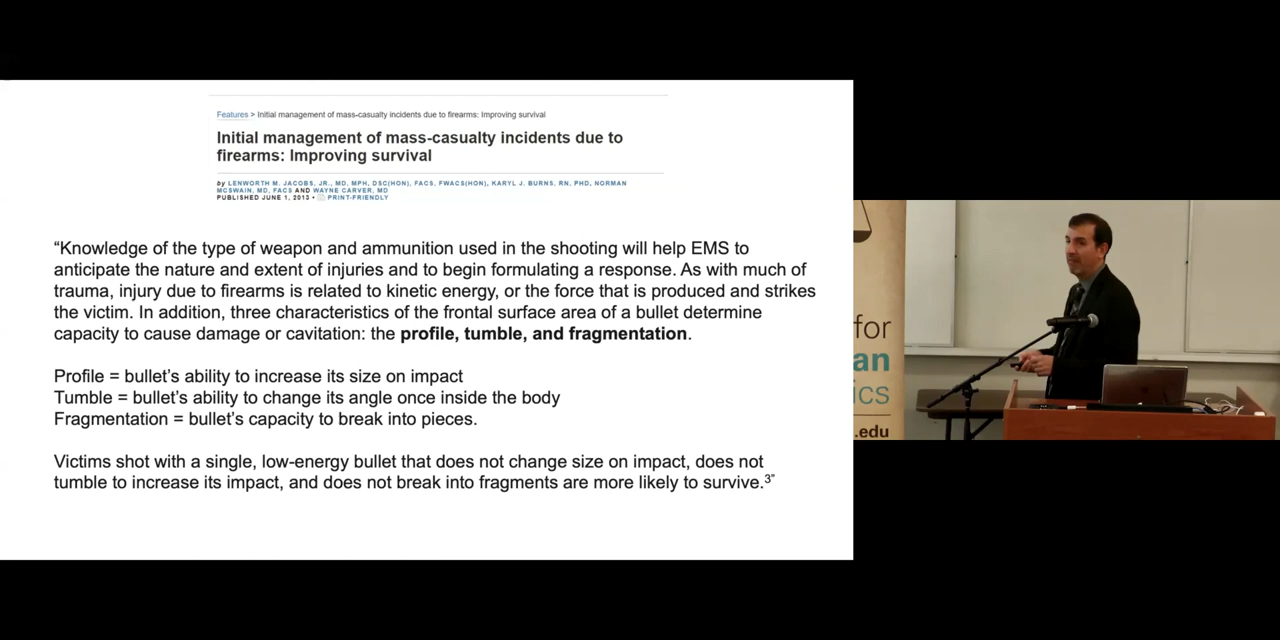 Features > Initial management of mass-casualty incidents due to firearms: Improving survival
Initial management of mass-casualty incidents due to
firearms: Improving survival
by LENWORTH M. JACOBS, JR., MD, MPH, DSC(HON), FACS, FWACS(HON), KARYL J. BURNS, RN, PHD, NORMAN
MCSWAIN, MD, FACS AND WAYNE CARVER, MD
PUBLISHED JUNE 1, 2013 • PRINT-FRIENDLY
“Knowledge of the type of weapon and ammunition used in the shooting will help EMS to
anticipate the nature and extent of injuries and to begin formulating a response. As with much of
trauma, injury due to firearms is related to kinetic energy, or the force that is produced and strikes
the victim. In addition, three characteristics of the frontal surface area of a bullet determine
capacity to cause damage or cavitation: the profile, tumble, and fragmentation.
Profile = bullet’s ability to increase its size on impact
Tumble = bullet’s ability to change its angle once inside the body
Fragmentation = bullet’s capacity to break into pieces.
Victims shot with a single, low-energy bullet that does not change size on impact, does not
tumble to increase its impact, and does not break into fragments are more likely to survive.3”
for
an
ics
.edu